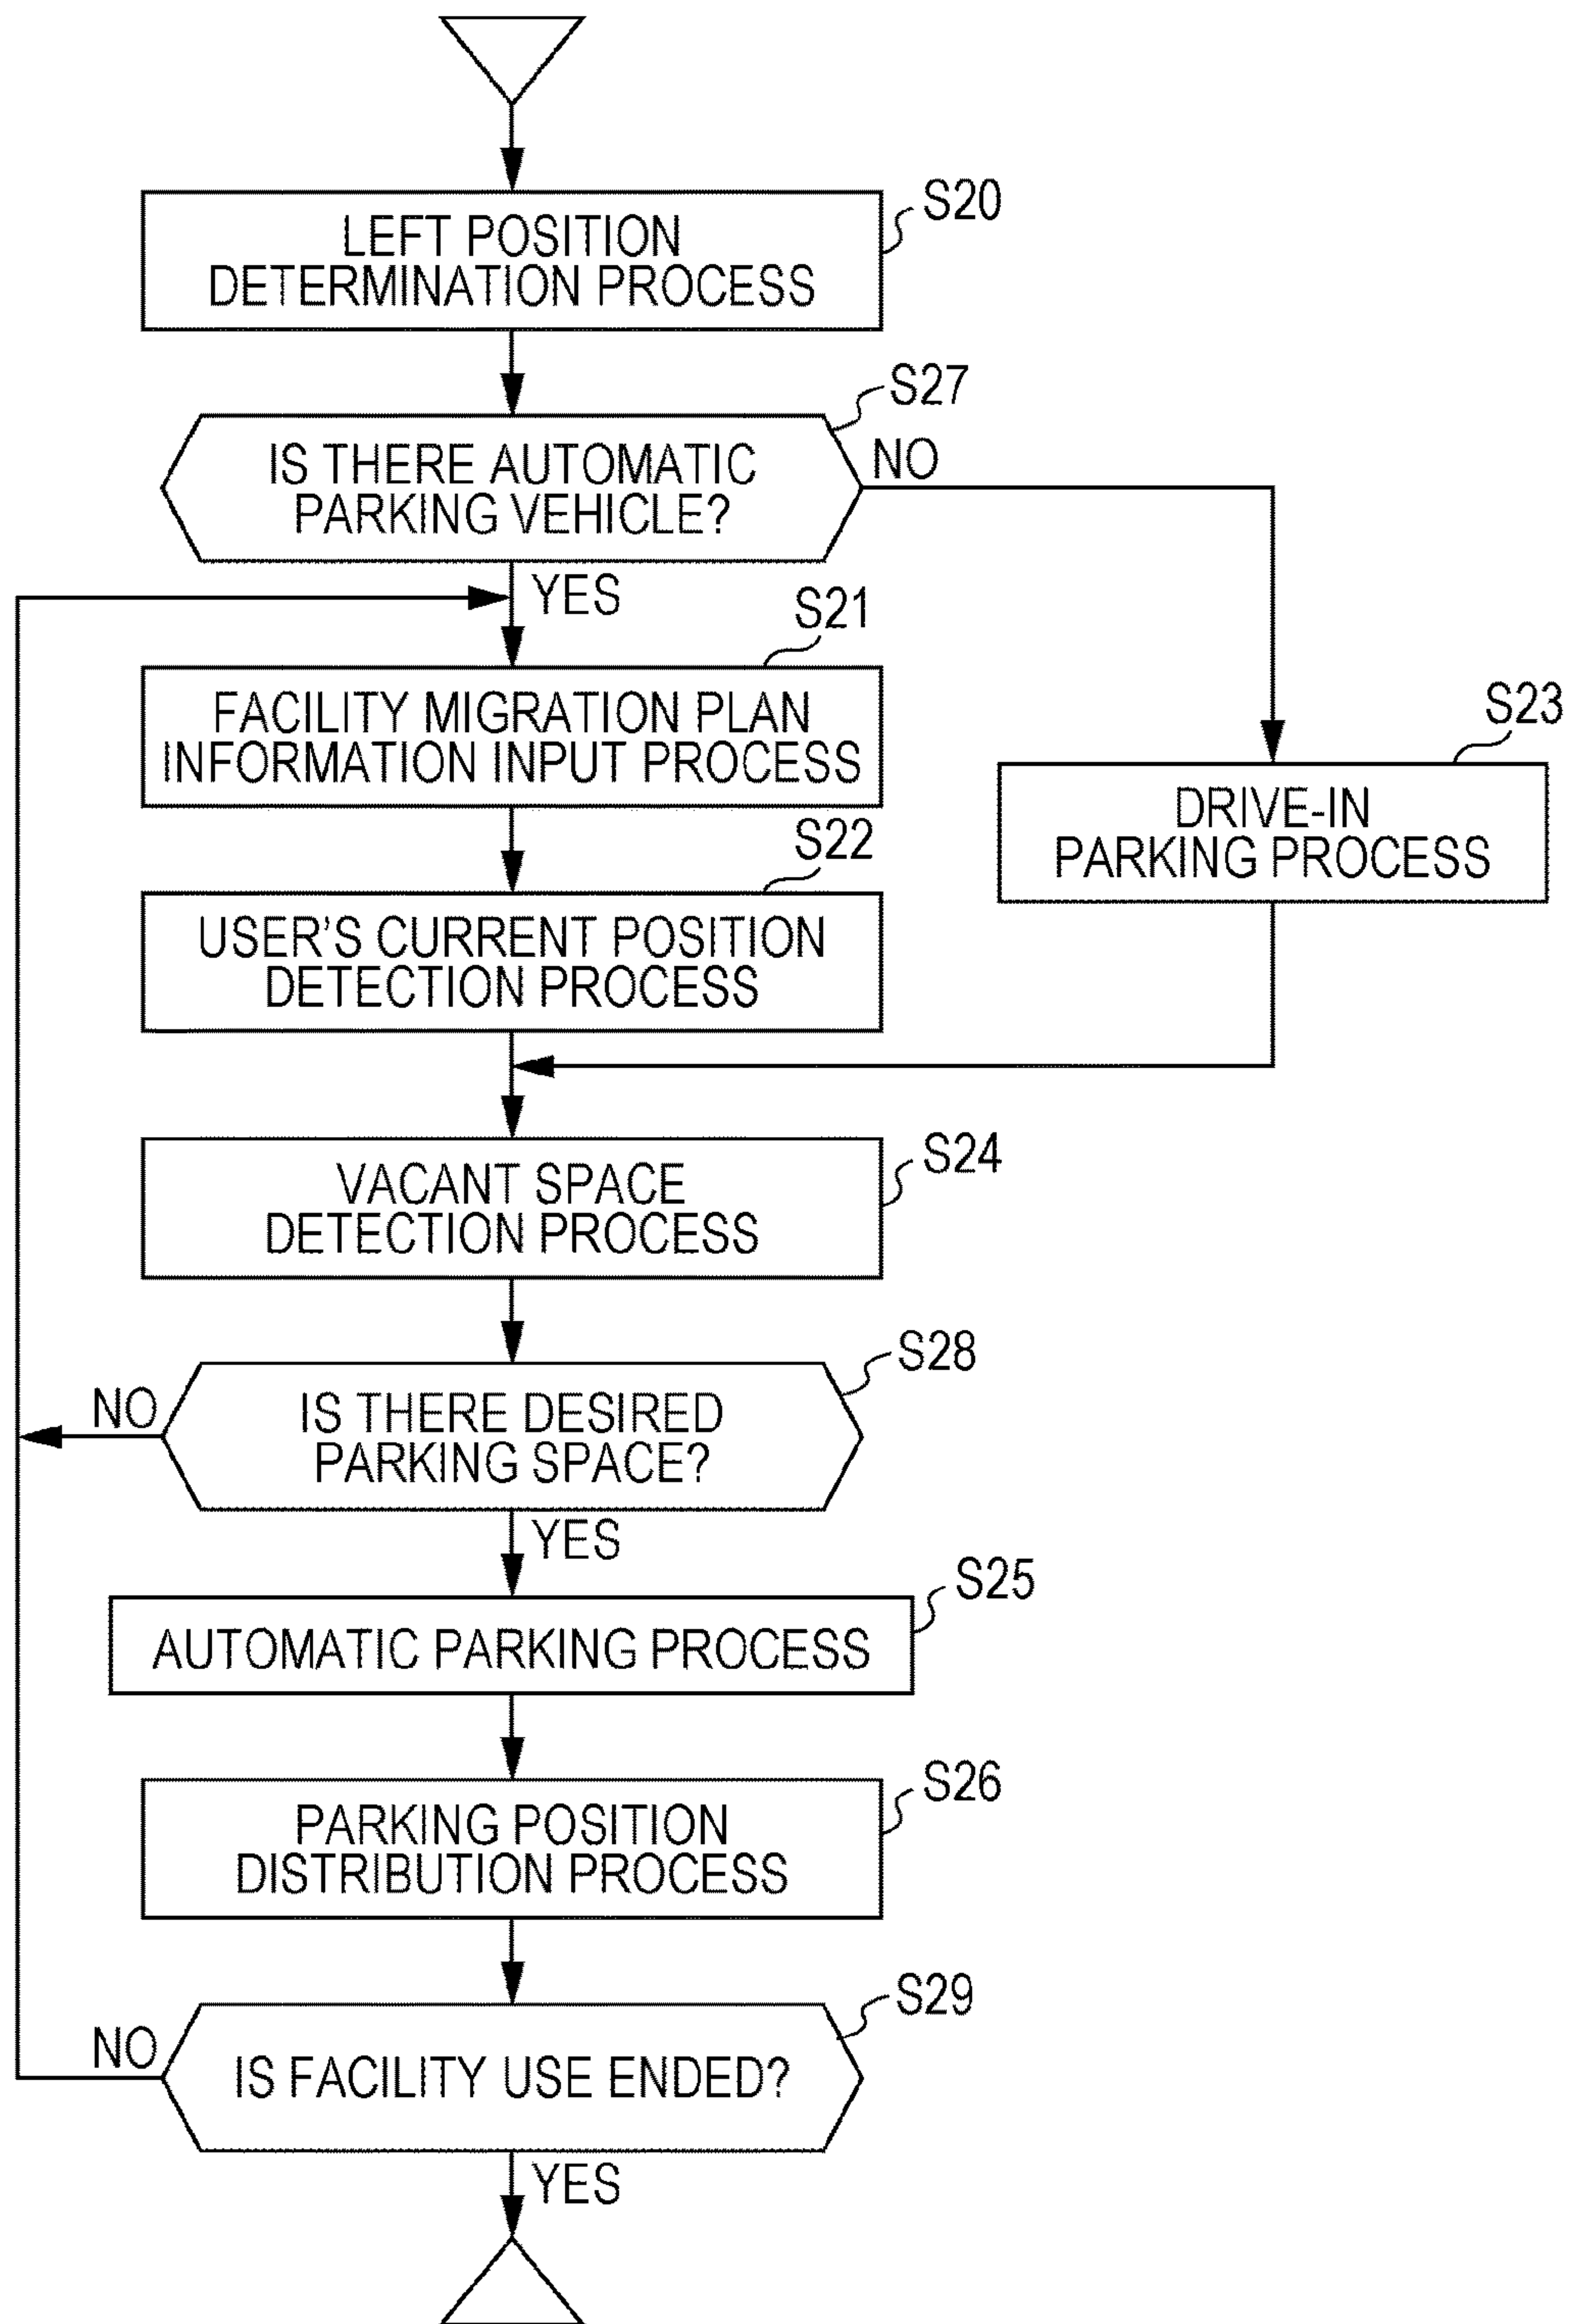 S20
LEFT POSITION
DETERMINATION PROCESS
S27
IS THERE AUTOMATIC
PARKING VEHICLE?
NO
YES
S21
FACILITY MIGRATION PLAN
INFORMATION INPUT PROCESS
S23
DRIVE-IN
PARKING PROCESS
S22
USER'S CURRENT POSITION
DETECTION PROCESS
S24
VACANT SPACE
DETECTION PROCESS
S28
NO
IS THERE DESIRED
PARKING SPACE?
YES
S25
AUTOMATIC PARKING PROCESS
S26
PARKING POSITION
DISTRIBUTION PROCESS
S29
NO
IS FACILITY USE ENDED?
YES